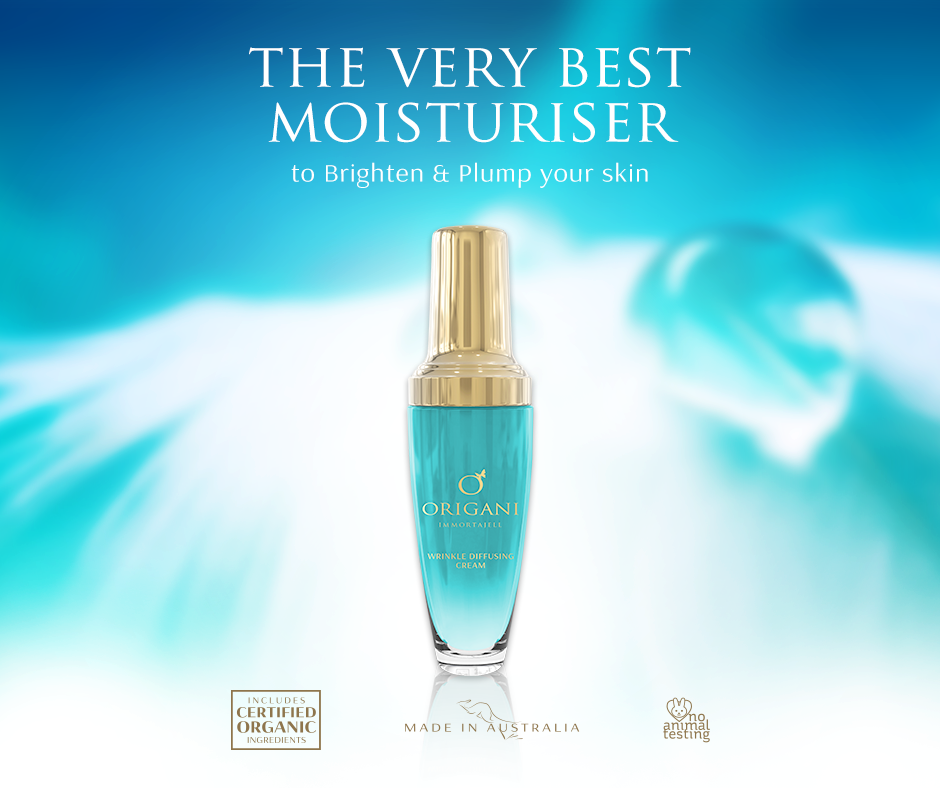 THE VERY BEST
MOISTURISER
to Brighten & Plump your skin
ORIGANI
IMMORTAJELL
WRINKLE DIFFUSING
CREAM
INCLUDES
CERTIFIED
ORGANIC
INGREDIENTS
MADE IN AUSTRALIA
no
animal
testing